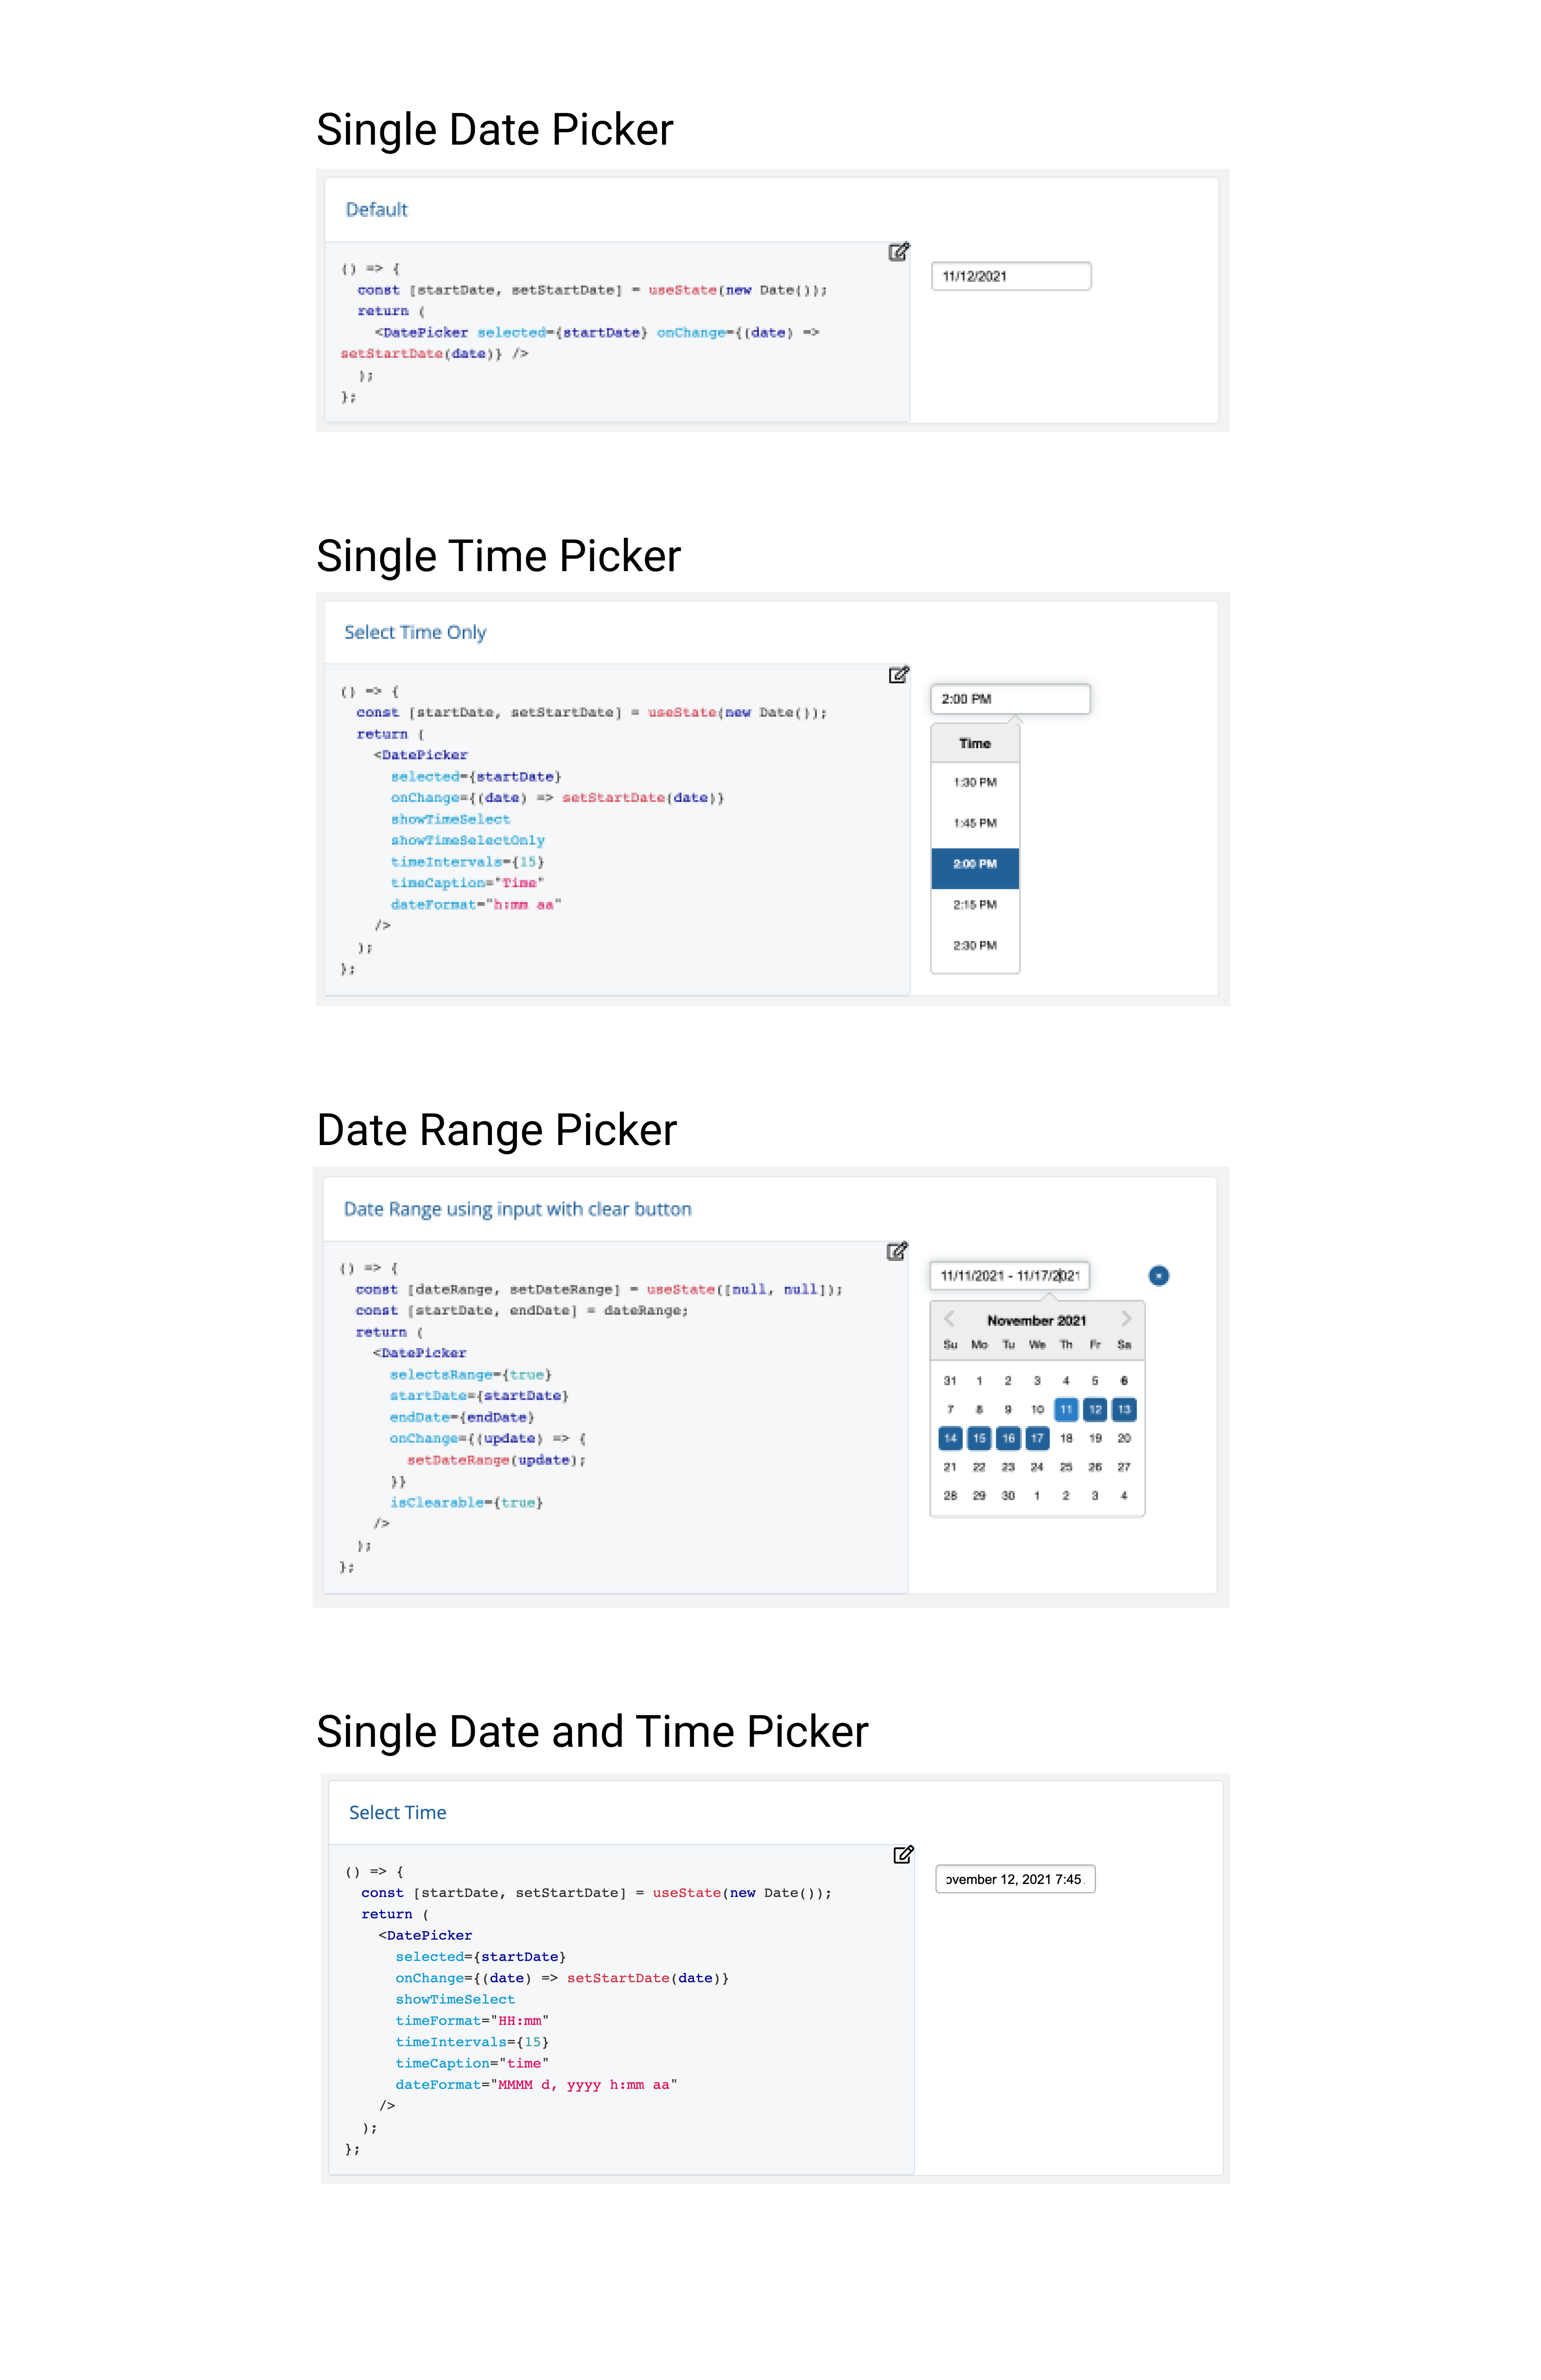 Single Date Picker
Default
() => {
  const [startDate, setStartDate] = useState(new Date());
  return (
    <DatePicker selected={startDate} onChange={(date) =>
setStartDate(date)} />
  );
};
11/12/2021
Single Time Picker
Select Time Only
() => {
  const [startDate, setStartDate] = useState(new Date());
  return (
    <DatePicker
      selected={startDate}
      onChange={(date) => setStartDate(date)}
      showTimeSelect
      showTimeSelectOnly
      timeIntervals={15}
      timeCaption="Time"
      dateFormat="h:mm aa"
    />
  );
};
2:00 PM
Time
1:30 PM
1:45 PM
2:00 PM
2:15 PM
2:30 PM
Date Range Picker
Date Range using input with clear button
() => {
  const [dateRange, setDateRange] = useState([null, null]);
  const [startDate, endDate] = dateRange;
  return (
    <DatePicker
      selectsRange={true}
      startDate={startDate}
      endDate={endDate}
      onChange={(update) => {
        setDateRange(update);
      }}
      isClearable={true}
    />
  );
};
11/11/2021 - 11/17/2021
November 2021
Su Mo Tu We Th Fr Sa
31 1 2 3 4 5 6
7 8 9 10 11 12 13
14 15 16 17 18 19 20
21 22 23 24 25 26 27
28 29 30 1 2 3 4
Single Date and Time Picker
Select Time
() => {
  const [startDate, setStartDate] = useState(new Date());
  return (
    <DatePicker
      selected={startDate}
      onChange={(date) => setStartDate(date)}
      showTimeSelect
      timeFormat="HH:mm"
      timeIntervals={15}
      timeCaption="time"
      dateFormat="MMMM d, yyyy h:mm aa"
    />
  );
};
ovember 12, 2021 7:45